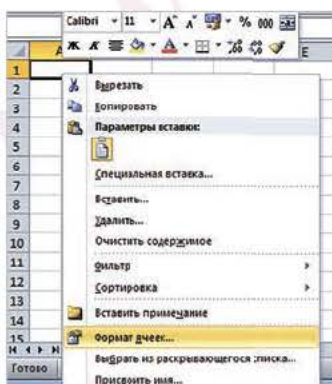 Calibri 11 A A % 000
Ж К A ,00
A E
1
2
3
4
5
6
7
8
9
10
11
12
13
14
15
Вырезать
Копировать
Параметры вставки:
Специальная вставка...
Вставить...
Удалить...
Очистить содержимое
Фильтр
Сортировка
Вставить примечание
Формат ячеек...
Выбрать из раскрывающегося списка...
Присвоить имя...
Готово